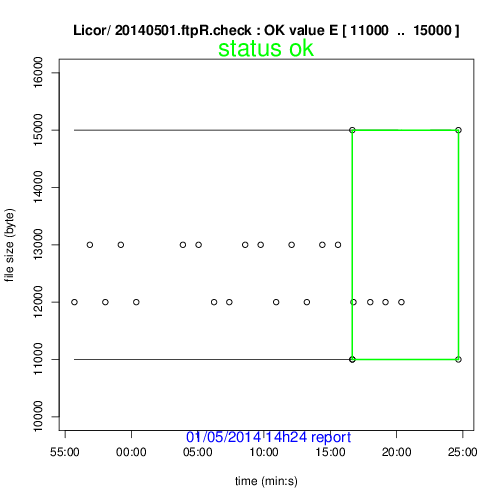 Licor/ 20140501.ftpR.check : OK value E [ 11000 .. 15000 ]
status ok
16000
15000
14000
13000
12000
11000
10000
file size (byte)
01/05/2014 14h24 report
55:00 00:00 05:00 10:00 15:00 20:00 25:00
time (min:s)